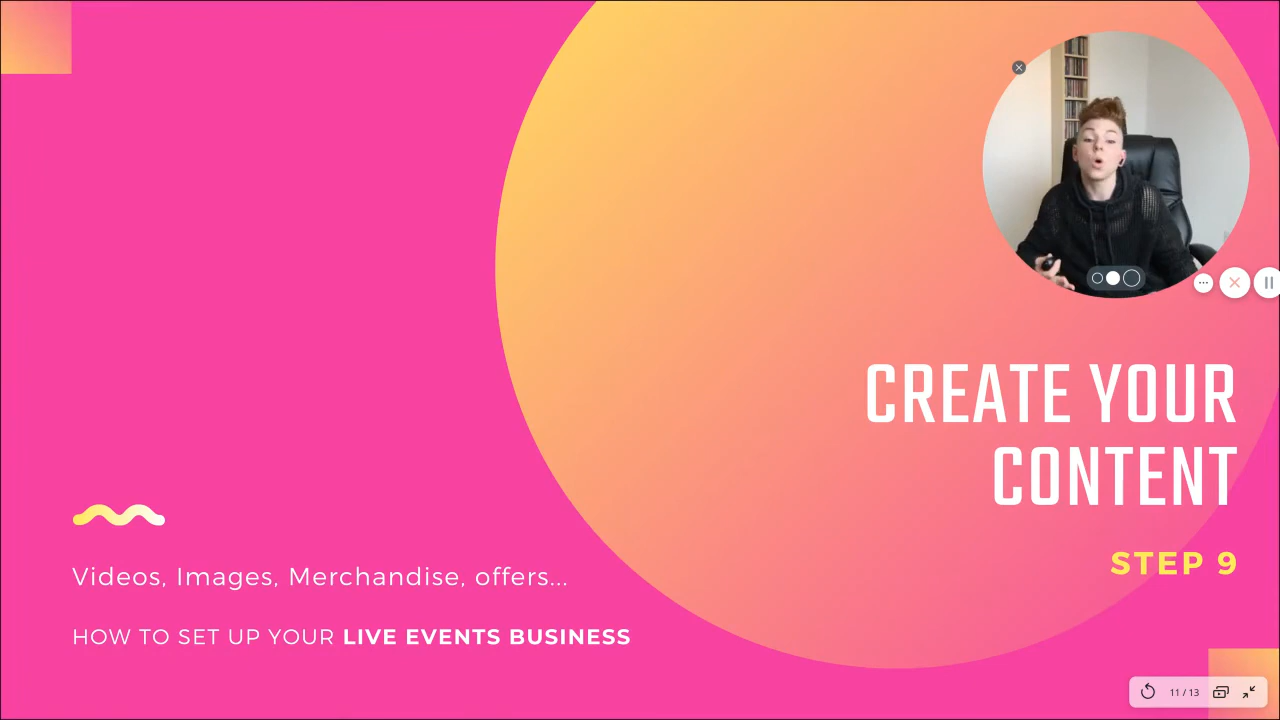 CREATE YOUR
CONTENT
STEP 9
Videos, Images, Merchandise, offers...
HOW TO SET UP YOUR LIVE EVENTS BUSINESS
11 / 13